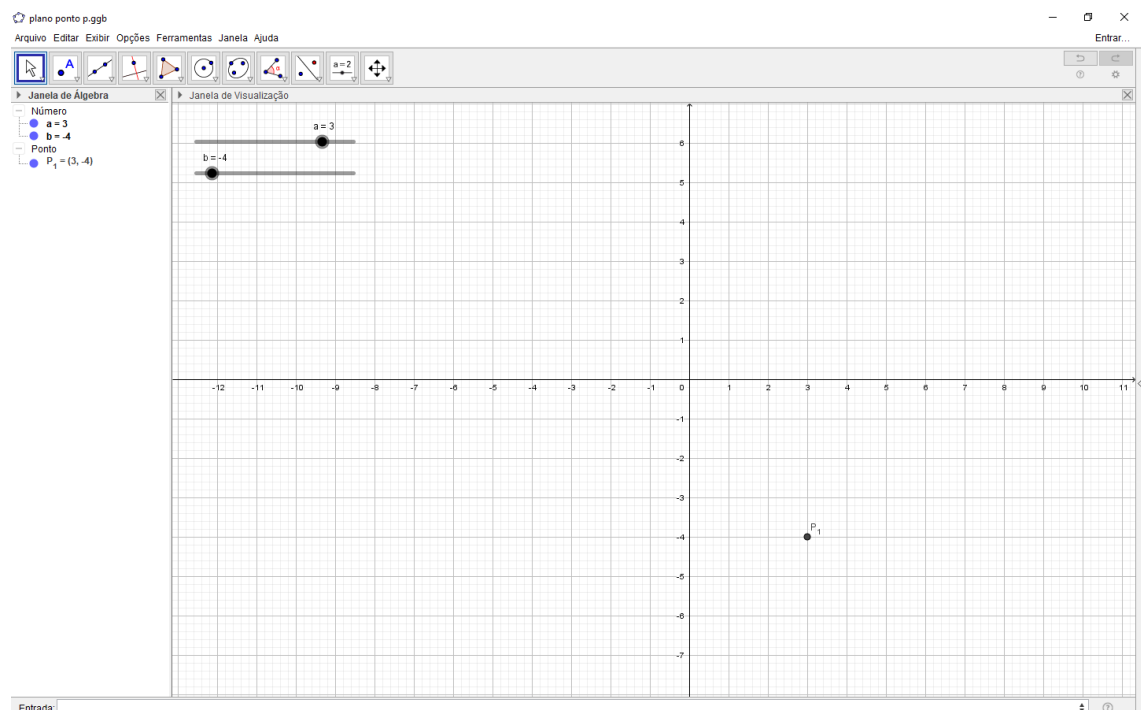 plano ponto p.ggb
Arquivo Editar Exibir Opções Ferramentas Janela Ajuda
Entrar...
A
α
a=2
Janela de Álgebra
Janela de Visualização
Número
a = 3
b = -4
Ponto
P1 = (3, -4)
a = 3
b = -4
6
5
4
3
2
1
-12 -11 -10 -9 -8 -7 -6 -5 -4 -3 -2 -1 0 1 2 3 4 5 6 7 8 9 10 11
-1
-2
-3
P1
-4
-5
-6
-7
Entrada: